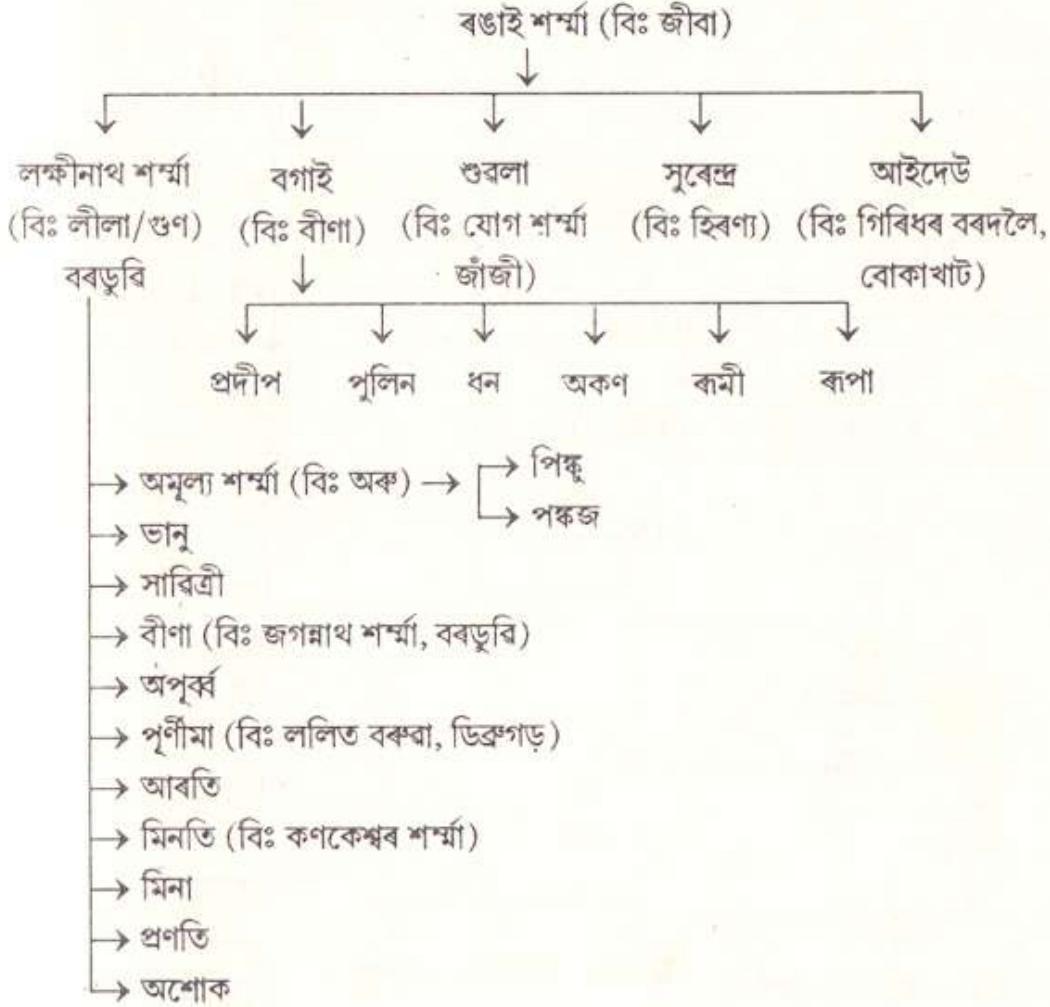 ৰঙাই শৰ্ম্মা (বিঃ জীবা)
লক্ষীনাথ শৰ্ম্মা বগাই শুৱলা সুৰেন্দ্ৰ আইদেউ
(বিঃ লীলা/গুণ) (বিঃ বীণা) (বিঃ যোগ শৰ্ম্মা (বিঃ হিৰণ্য) (বিঃ গিৰিধৰ বৰদলৈ,
বৰডুবি জাঁজী) বোকাখাট)
প্ৰদীপ পুলিন ধন অকণ ৰূমী ৰূপা
অমূল্য শৰ্ম্মা (বিঃ অৰু) পিঙ্কু
পঙ্কজ
ভানু
সাৱিত্ৰী
বীণা (বিঃ জগন্নাথ শৰ্ম্মা, বৰডুবি)
অপূৰ্ব্ব
পূৰ্ণীমা (বিঃ ললিত বৰুৱা, ডিব্ৰুগড়)
আৰতি
মিনতি (বিঃ কণকেশ্বৰ শৰ্ম্মা)
মিনা
প্ৰণতি
অশোক